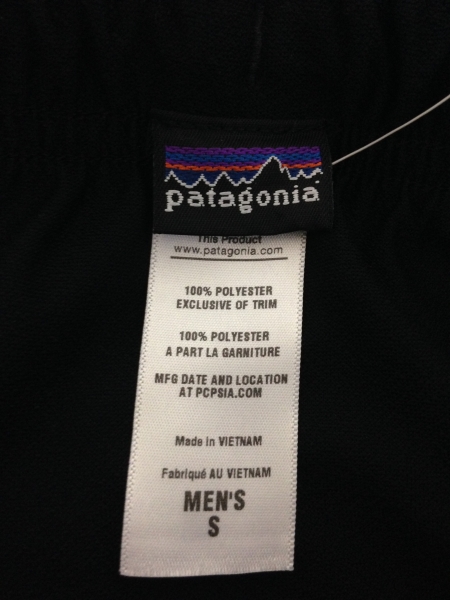 patagonia
This Product
www.patagonia.com
100% POLYESTER
EXCLUSIVE OF TRIM
100% POLYESTER
A PART LA GARNITURE
MFG DATE AND LOCATION
AT PCPSIA.COM
Made in VIETNAM
Fabriqué AU VIETNAM
MEN'S
S